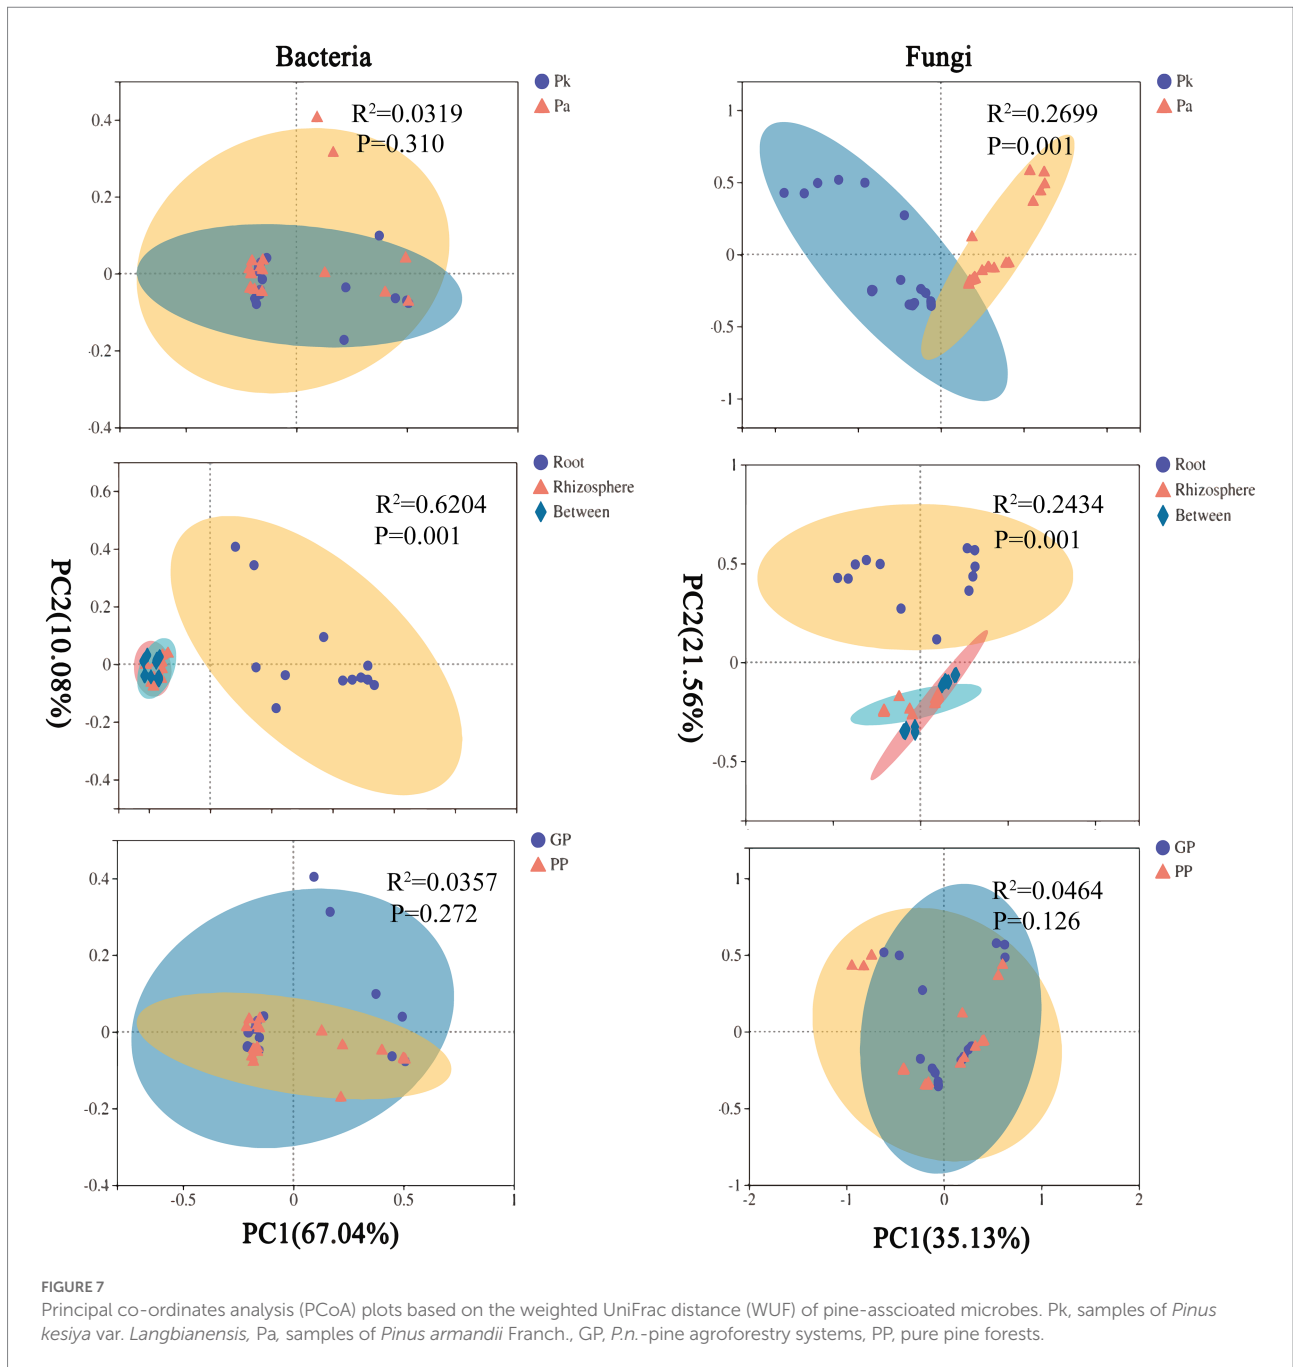 Bacteria
Fungi
Pk
Pa
R²=0.0319
P=0.310
0.4
0.2
0
0.2
0.4
Pk
Pa
R²=0.2699
P=0.001
1
0.5
0
-0.5
-1
Root
Rhizosphere
Between
R²=0.6204
P=0.001
0.6
0.4
0.2
0
-0.2
-0.4
PC2(10.08%)
Root
Rhizosphere
Between
R²=0.2434
P=0.001
1
0.5
0
-0.5
PC2(21.56%)
GP
PP
R²=0.0357
P=0.272
0.4
0.2
0
-0.2
-0.4
-0.5
0
0.5
1
PC1(67.04%)
GP
PP
R²=0.0464
P=0.126
1
0.5
0
-0.5
-1
-2
-1
0
1
2
PC1(35.13%)
FIGURE 7
Principal co-ordinates analysis (PCoA) plots based on the weighted UniFrac distance (WUF) of pine-asscioated microbes. Pk, samples of Pinus
kesiya var. Langbianensis, Pa, samples of Pinus armandii Franch., GP, P.n.-pine agroforestry systems, PP, pure pine forests.